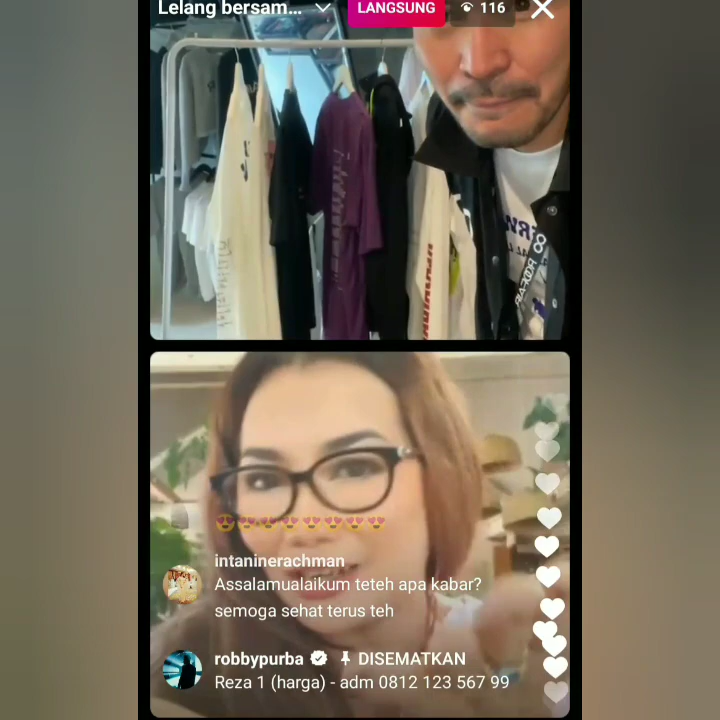 Lelang bersam...
LANGSUNG
116
😍😍😍😍😍😍😍😍
intaninerachman
Assalamualaikum teteh apa kabar?
semoga sehat terus teh
robbypurba
DISEMATKAN
Reza 1 (harga) - adm 0812 123 567 99